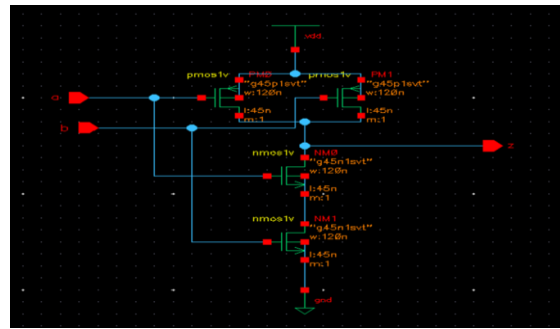 vdd
pmos1v PM0
"g45p1svt"
w:120n
l:45n
m:1
pmos1v PM1
"g45p1svt"
w:120n
l:45n
m:1
a
b
z
nmos1v NM0
"g45n1svt"
w:120n
l:45n
m:1
nmos1v NM1
"g45n1svt"
w:120n
l:45n
m:1
gnd